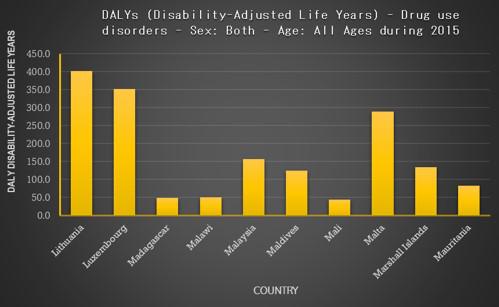 DALYs (Disability-Adjusted Life Years) - Drug use
disorders - Sex: Both - Age: All Ages during 2015
DALY DISABILITY-ADJUSTED LIFE YEARS
450.0
400.0
350.0
300.0
250.0
200.0
150.0
100.0
50.0
0.0
Lithuania
Luxembourg
Madagascar
Malawi
Malaysia
Maldives
Mali
Malta
Marshall Islands
Mauritania
COUNTRY